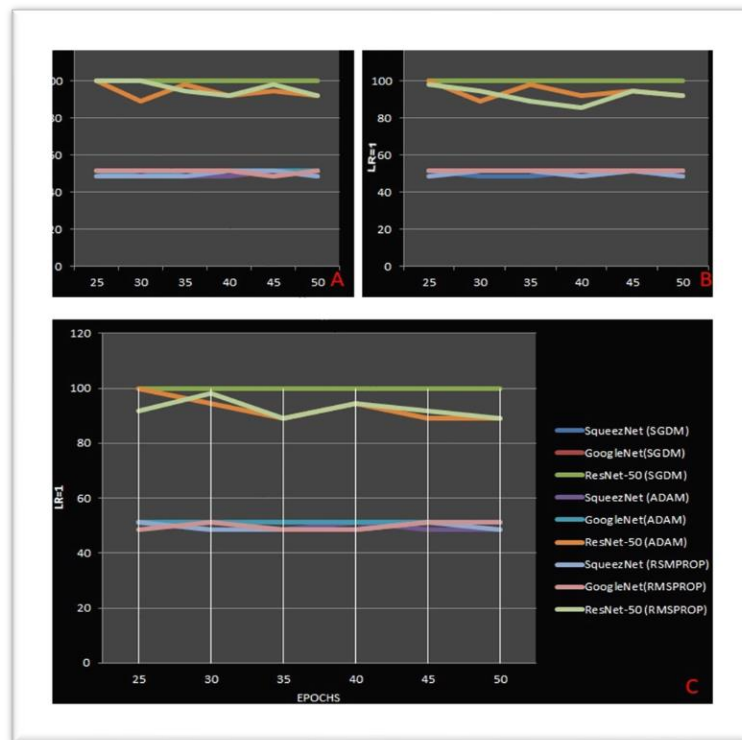 100
80
60
40
20
0
25 30 35 40 45 50
A
LR=1
100
80
60
40
20
0
25 30 35 40 45 50
B
LR=1
120
100
80
60
40
20
0
25 30 35 40 45 50
EPOCHS
SqueezNet (SGDM)
GoogleNet(SGDM)
ResNet-50 (SGDM)
SqueezNet (ADAM)
GoogleNet(ADAM)
ResNet-50 (ADAM)
SqueezNet (RSMPROP)
GoogleNet(RMSPROP)
ResNet-50 (RMSPROP)
C